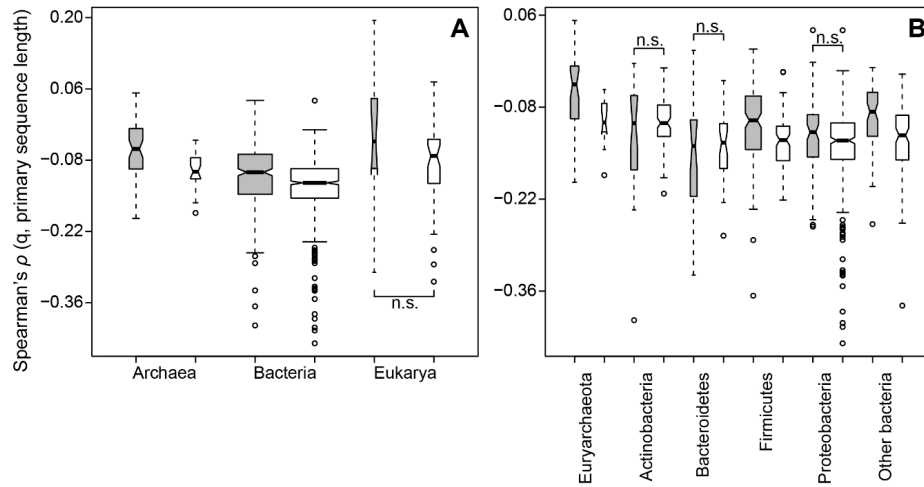 A
B
Spearman's ρ (q, primary sequence length)
0.20
0.06
−0.08
−0.22
−0.36
n.s.
Archaea
Bacteria
Eukarya
0.06
−0.08
−0.22
−0.36
n.s.
n.s.
n.s.
Euryarchaeota
Actinobacteria
Bacteroidetes
Firmicutes
Proteobacteria
Other bacteria